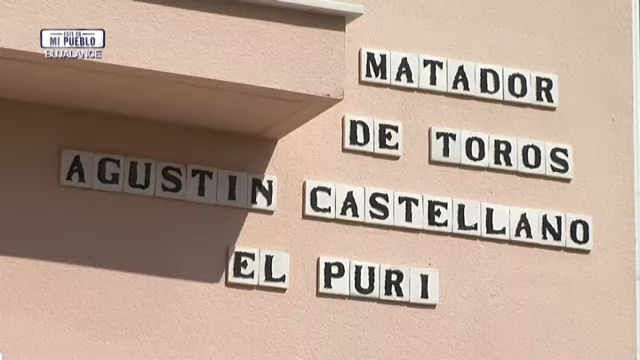 ESTE ES
MI PUEBLO
BUJALANCE
MATADOR
DE TOROS
AGUSTIN CASTELLANO
EL PURI